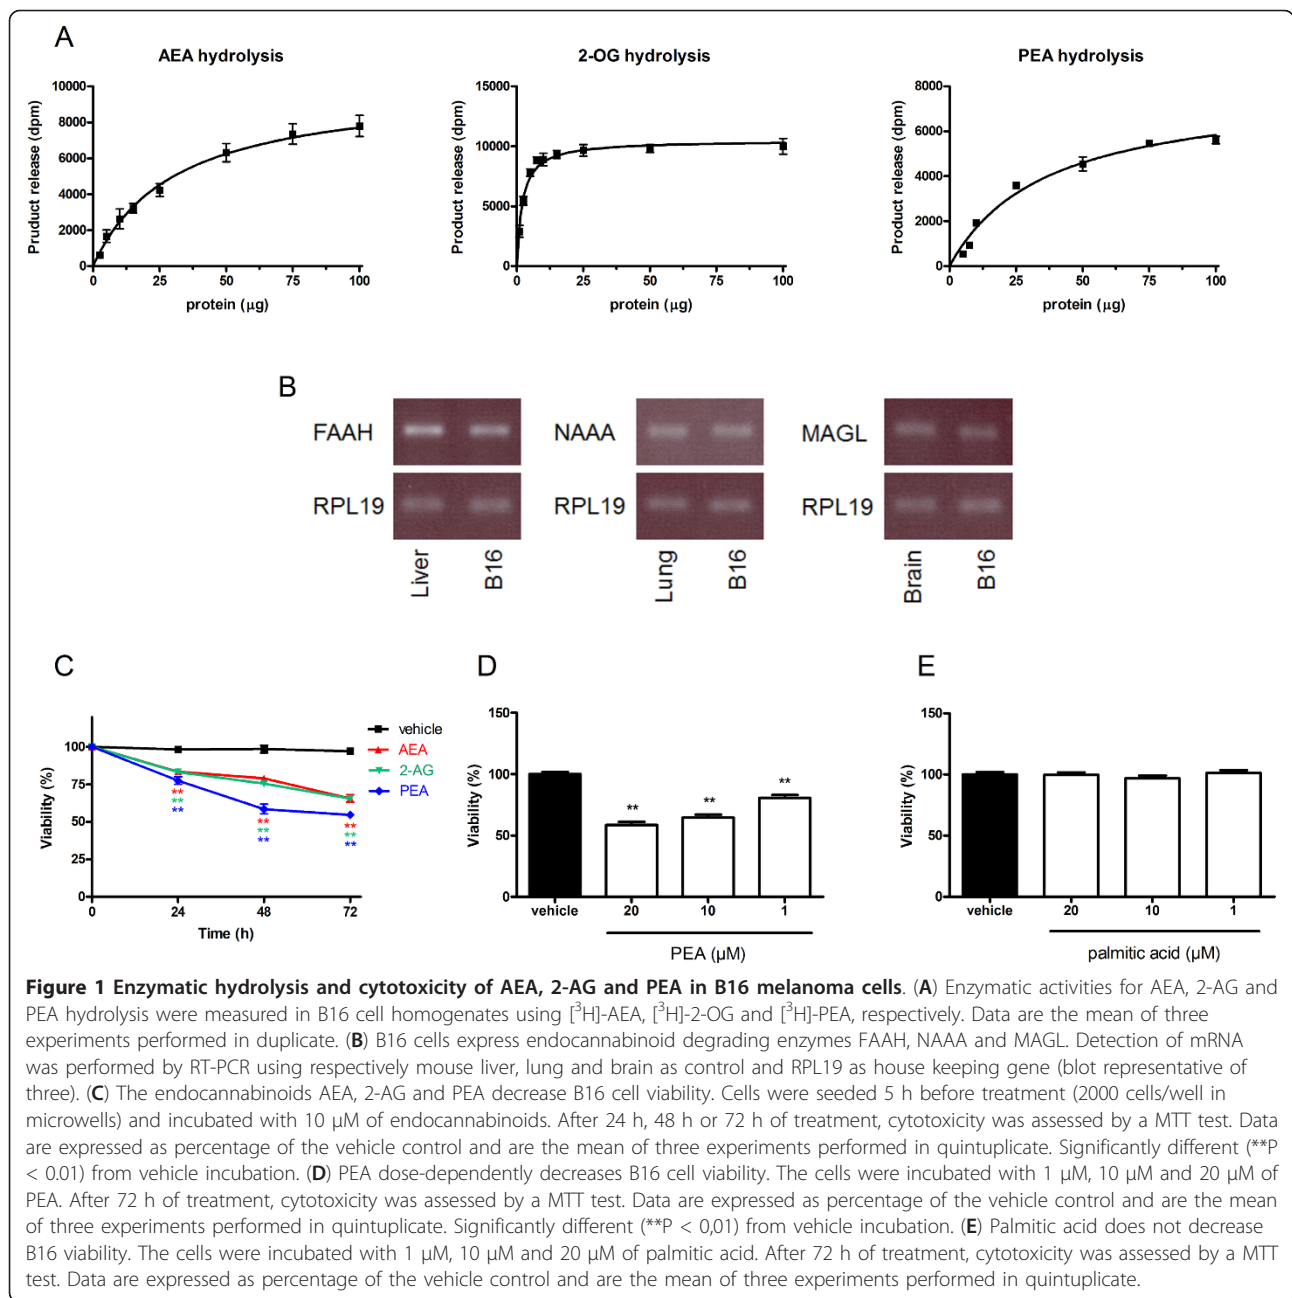 A
AEA hydrolysis
10000
8000
6000
4000
2000
0
Pruduct release (dpm)
0 25 50 75 100
protein (µg)
2-OG hydrolysis
15000
10000
5000
0
Product release (dpm)
0 25 50 75 100
protein (µg)
PEA hydrolysis
8000
6000
4000
2000
0
Product release (dpm)
0 25 50 75 100
protein (µg)
B
FAAH
RPL19
Liver
B16
NAAA
RPL19
Lung
B16
MAGL
RPL19
Brain
B16
C
100
75
50
25
0
Viability (%)
vehicle
AEA
2-AG
PEA
**
**
**
**
**
**
**
**
**
0 24 48 72
Time (h)
D
150
100
50
0
Viability (%)
**
**
**
vehicle 20 10 1
PEA (µM)
E
150
100
50
0
Viability (%)
vehicle 20 10 1
palmitic acid (µM)
Figure 1 Enzymatic hydrolysis and cytotoxicity of AEA, 2-AG and PEA in B16 melanoma cells. (A) Enzymatic activities for AEA, 2-AG and
PEA hydrolysis were measured in B16 cell homogenates using [³H]-AEA, [³H]-2-OG and [³H]-PEA, respectively. Data are the mean of three
experiments performed in duplicate. (B) B16 cells express endocannabinoid degrading enzymes FAAH, NAAA and MAGL. Detection of mRNA
was performed by RT-PCR using respectively mouse liver, lung and brain as control and RPL19 as house keeping gene (blot representative of
three). (C) The endocannabinoids AEA, 2-AG and PEA decrease B16 cell viability. Cells were seeded 5 h before treatment (2000 cells/well in
microwells) and incubated with 10 µM of endocannabinoids. After 24 h, 48 h or 72 h of treatment, cytotoxicity was assessed by a MTT test. Data
are expressed as percentage of the vehicle control and are the mean of three experiments performed in quintuplicate. Significantly different (**P
< 0.01) from vehicle incubation. (D) PEA dose-dependently decreases B16 cell viability. The cells were incubated with 1 µM, 10 µM and 20 µM of
PEA. After 72 h of treatment, cytotoxicity was assessed by a MTT test. Data are expressed as percentage of the vehicle control and are the mean
of three experiments performed in quintuplicate. Significantly different (**P < 0,01) from vehicle incubation. (E) Palmitic acid does not decrease
B16 viability. The cells were incubated with 1 µM, 10 µM and 20 µM of palmitic acid. After 72 h of treatment, cytotoxicity was assessed by a MTT
test. Data are expressed as percentage of the vehicle control and are the mean of three experiments performed in quintuplicate.